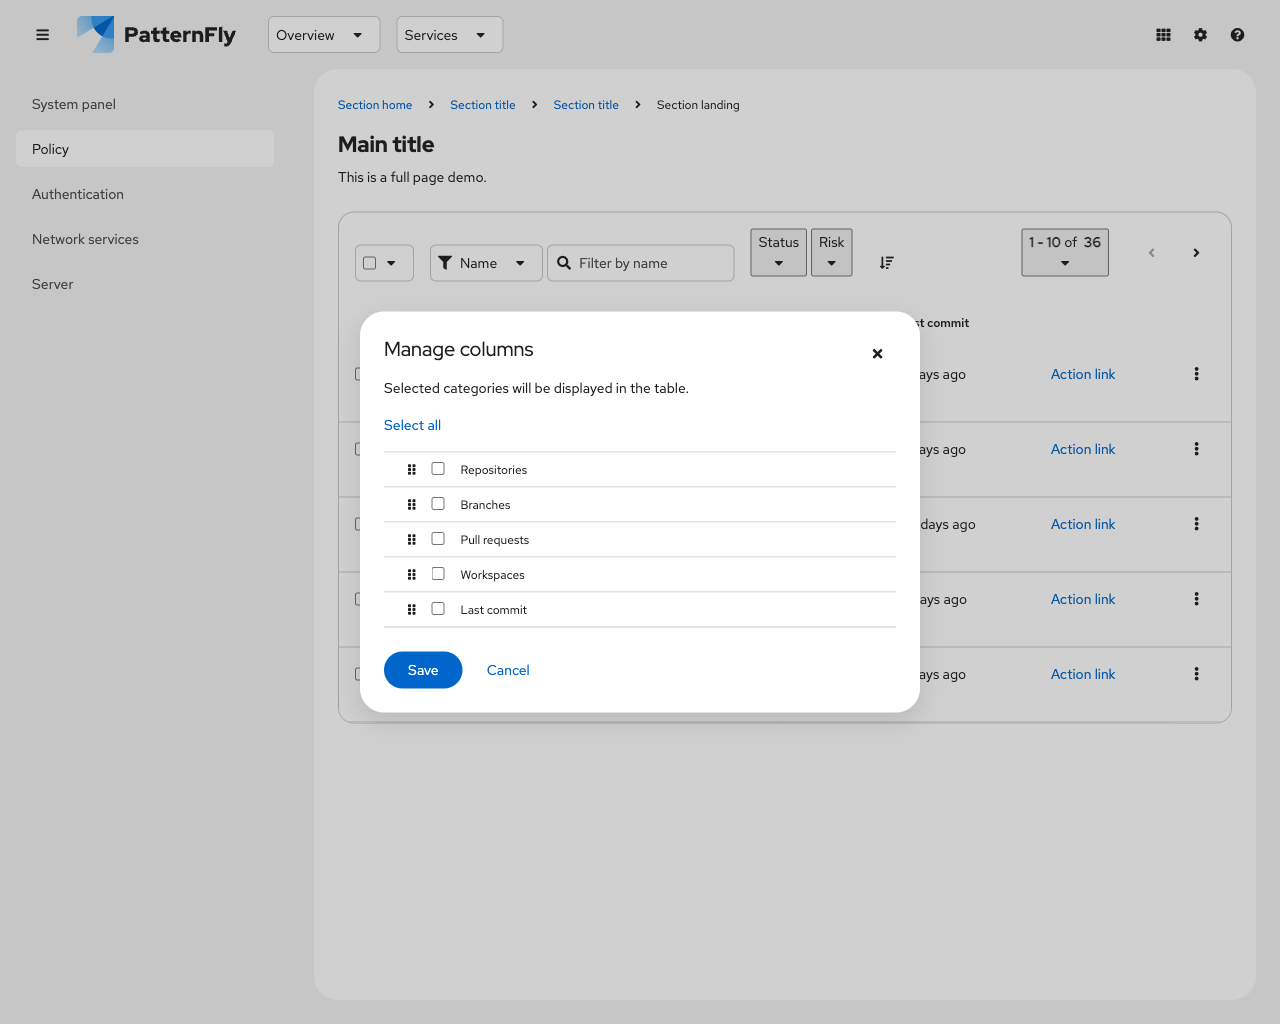 PatternFly
Overview
Services
System panel
Policy
Authentication
Network services
Server
Section home
Section title
Section title
Section landing
Main title
This is a full page demo.
Name
Filter by name
Status
Risk
1 - 10 of 36
st commit
ays ago
Action link
ays ago
Action link
days ago
Action link
ays ago
Action link
ays ago
Action link
Manage columns
Selected categories will be displayed in the table.
Select all
Repositories
Branches
Pull requests
Workspaces
Last commit
Save
Cancel